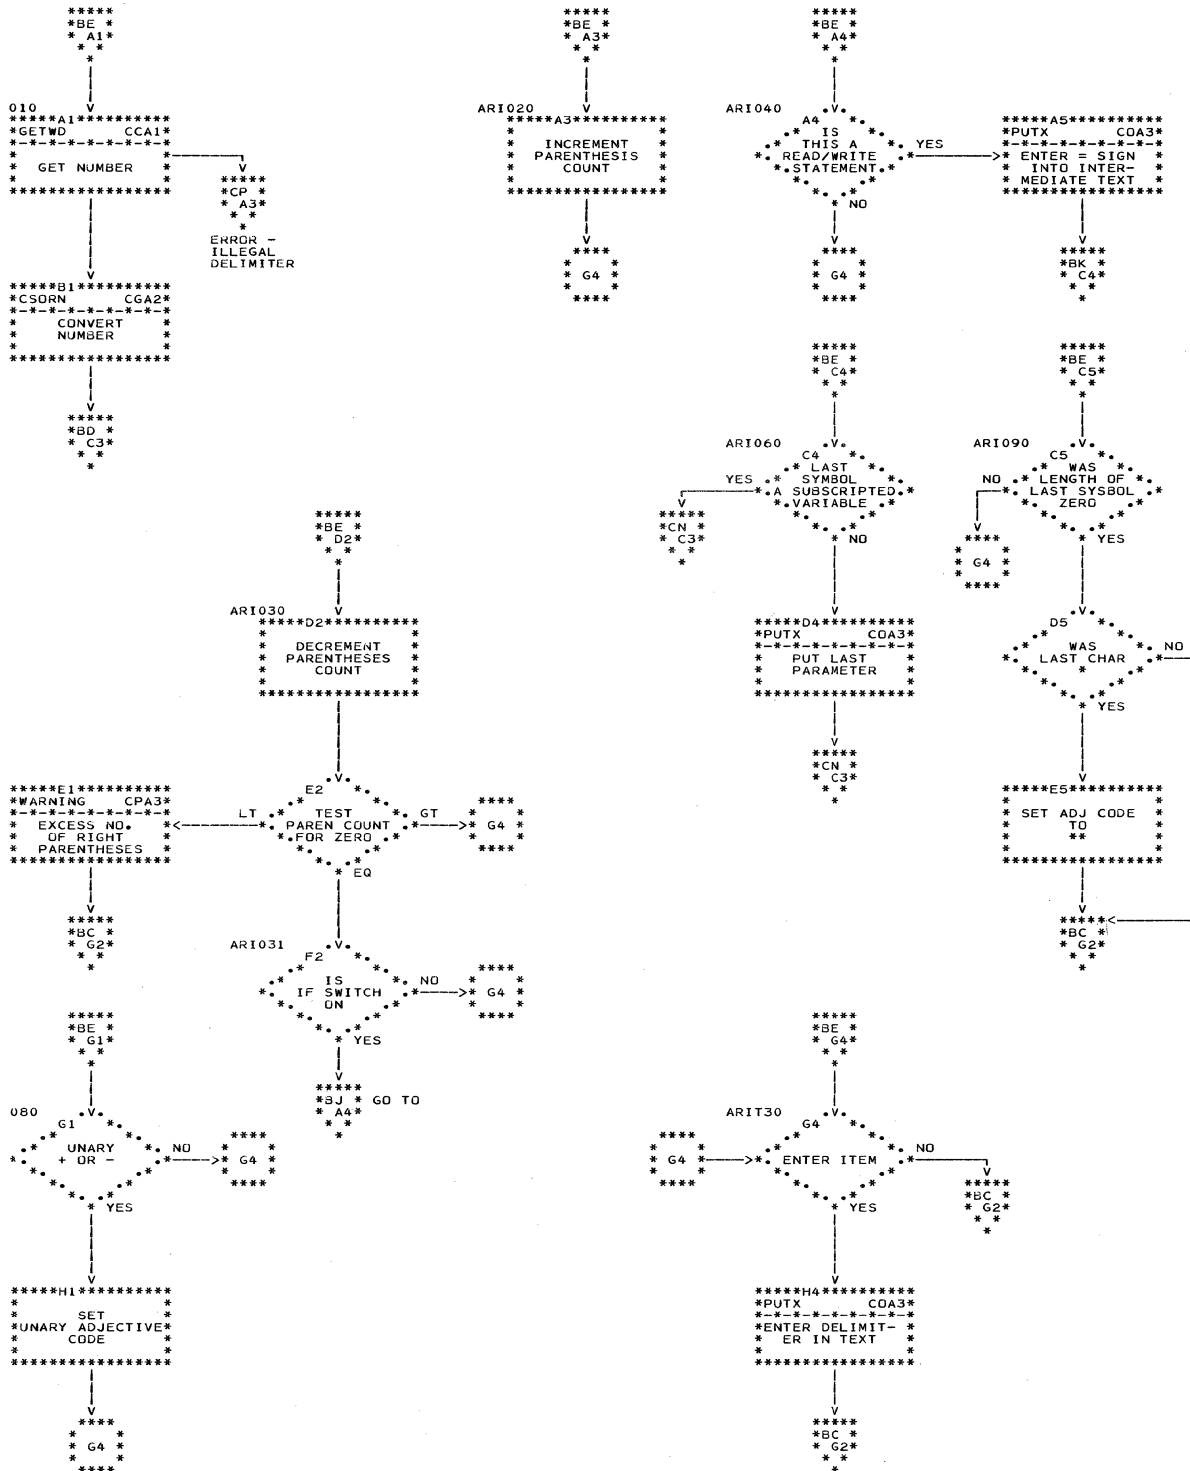 BE
A1
BE
A3
BE
A4
010
A1
GETWD CCA1
GET NUMBER
CP
A3
ERROR -
ILLEGAL
DELIMITER
B1
CSORN CGA2
CONVERT
NUMBER
BD
C3
ARI020
A3
INCREMENT
PARENTHESIS
COUNT
G4
ARI040
A4
IS
THIS A
READ/WRITE
STATEMENT
YES
NO
G4
A5
PUTX COA3
ENTER = SIGN
INTO INTER-
MEDIATE TEXT
BK
C4
BE
C4
ARI060
C4
LAST
SYMBOL
A SUBSCRIPTED
VARIABLE
YES
NO
CN
C3
D4
PUTX COA3
PUT LAST
PARAMETER
CN
C3
BE
C5
ARI090
C5
WAS
LENGTH OF
LAST SYSBOL
ZERO
NO
YES
G4
D5
WAS
LAST CHAR
*
NO
YES
E5
SET ADJ CODE
TO
**
BC
G2
BE
D2
ARI030
D2
DECREMENT
PARENTHESES
COUNT
E2
TEST
PAREN COUNT
FOR ZERO
LT
GT
EQ
G4
E1
WARNING CPA3
EXCESS NO.
OF RIGHT
PARENTHESES
BC
G2
ARI031
F2
IS
IF SWITCH
ON
NO
YES
G4
BJ
A4
GO TO
BE
G1
080
G1
UNARY
+ OR -
NO
YES
G4
H1
SET
UNARY ADJECTIVE
CODE
G4
BE
G4
ARIT30
G4
G4
ENTER ITEM
NO
YES
BC
G2
H4
PUTX COA3
ENTER DELIMIT-
ER IN TEXT
BC
G2